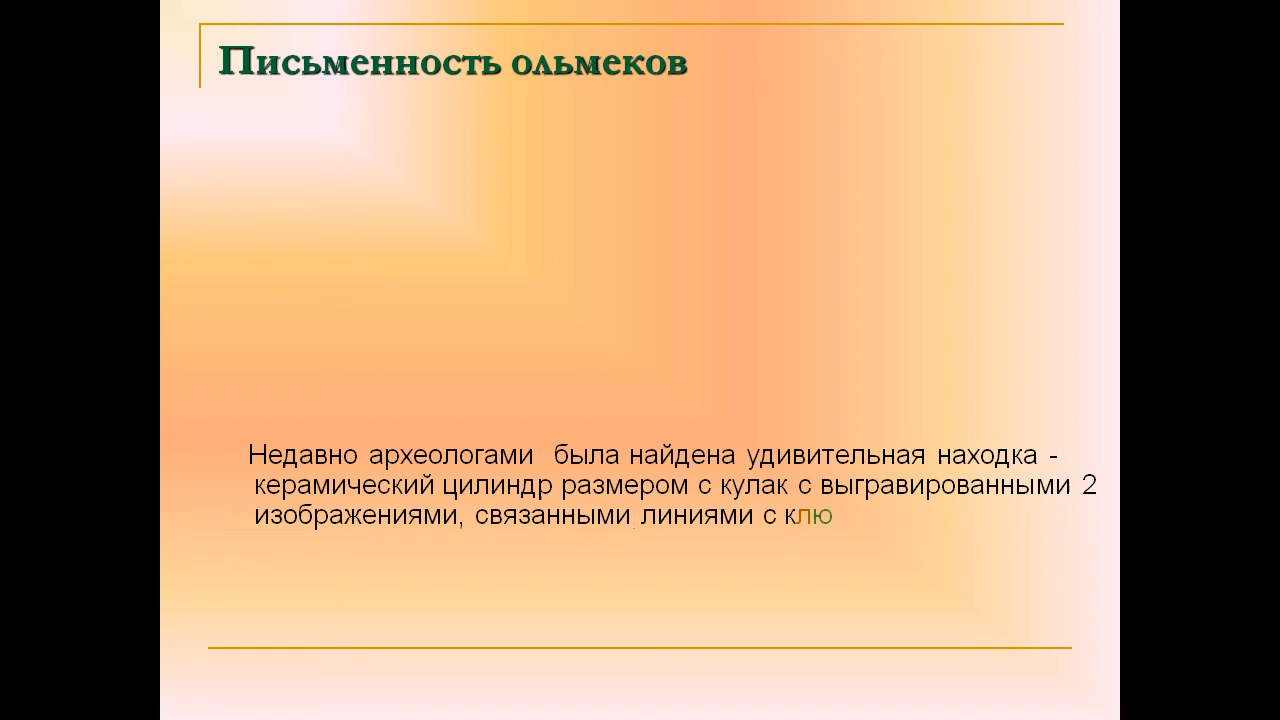 Письменность ольмеков
Недавно археологами была найдена удивительная находка -
керамический цилиндр размером с кулак с выгравированными 2
изображениями, связанными линиями с клю